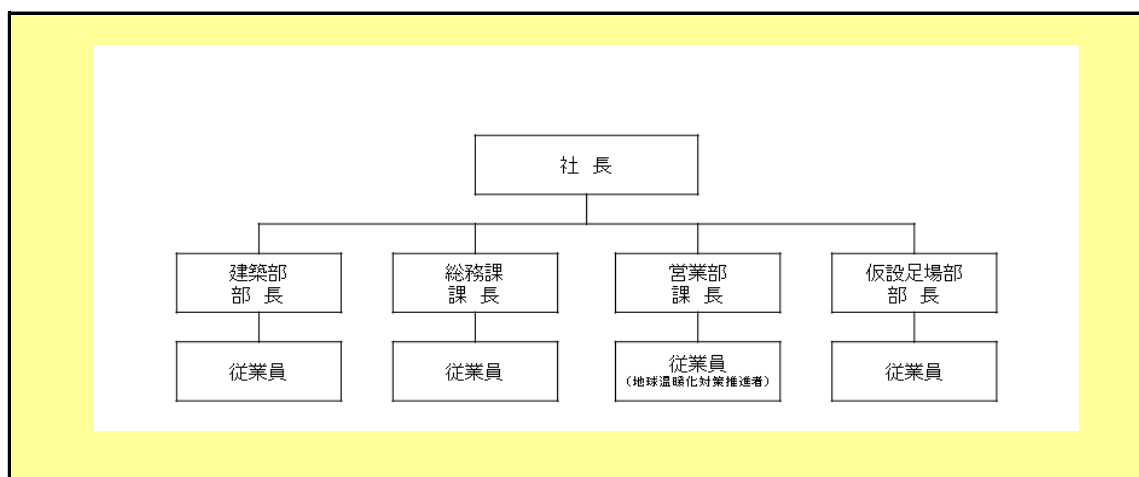 社 長
建築部
部 長
総務課
課 長
営業部
課 長
仮設足場部
部 長
従業員
従業員
従業員
（地球温暖化対策推進者）
従業員